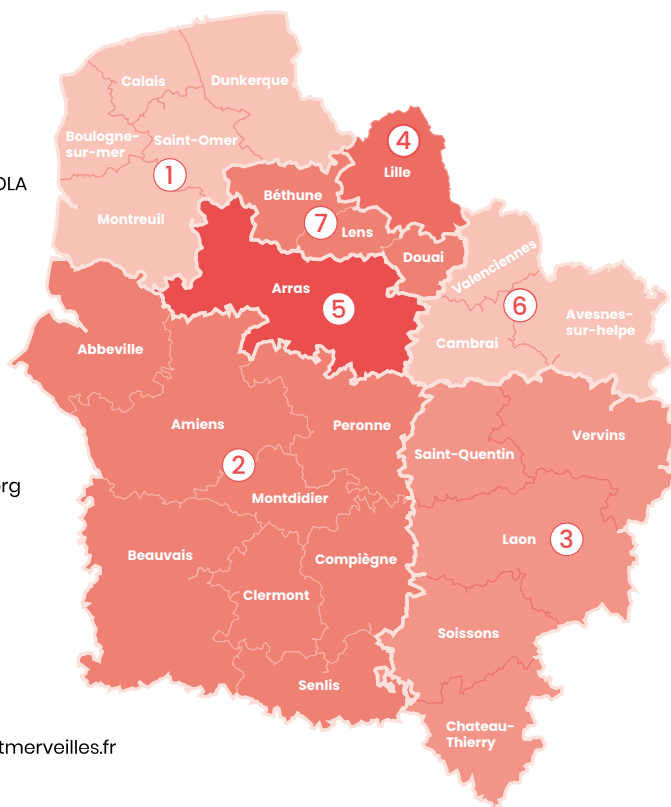 Calais
Dunkerque
Boulogne-
sur-mer
Saint-Omer
1
Montreuil
4
Lille
Béthune
7
Lens
Douai
Arras
5
Valenciennes
6
Avesnes-
sur-helpe
Cambrai
Abbeville
Amiens
Peronne
2
Montdidier
Saint-Quentin
Vervins
Beauvais
Compiègne
Clermont
Laon
3
Soissons
Senlis
Chateau-
Thierry
OLA
rg
tmerveilles.fr